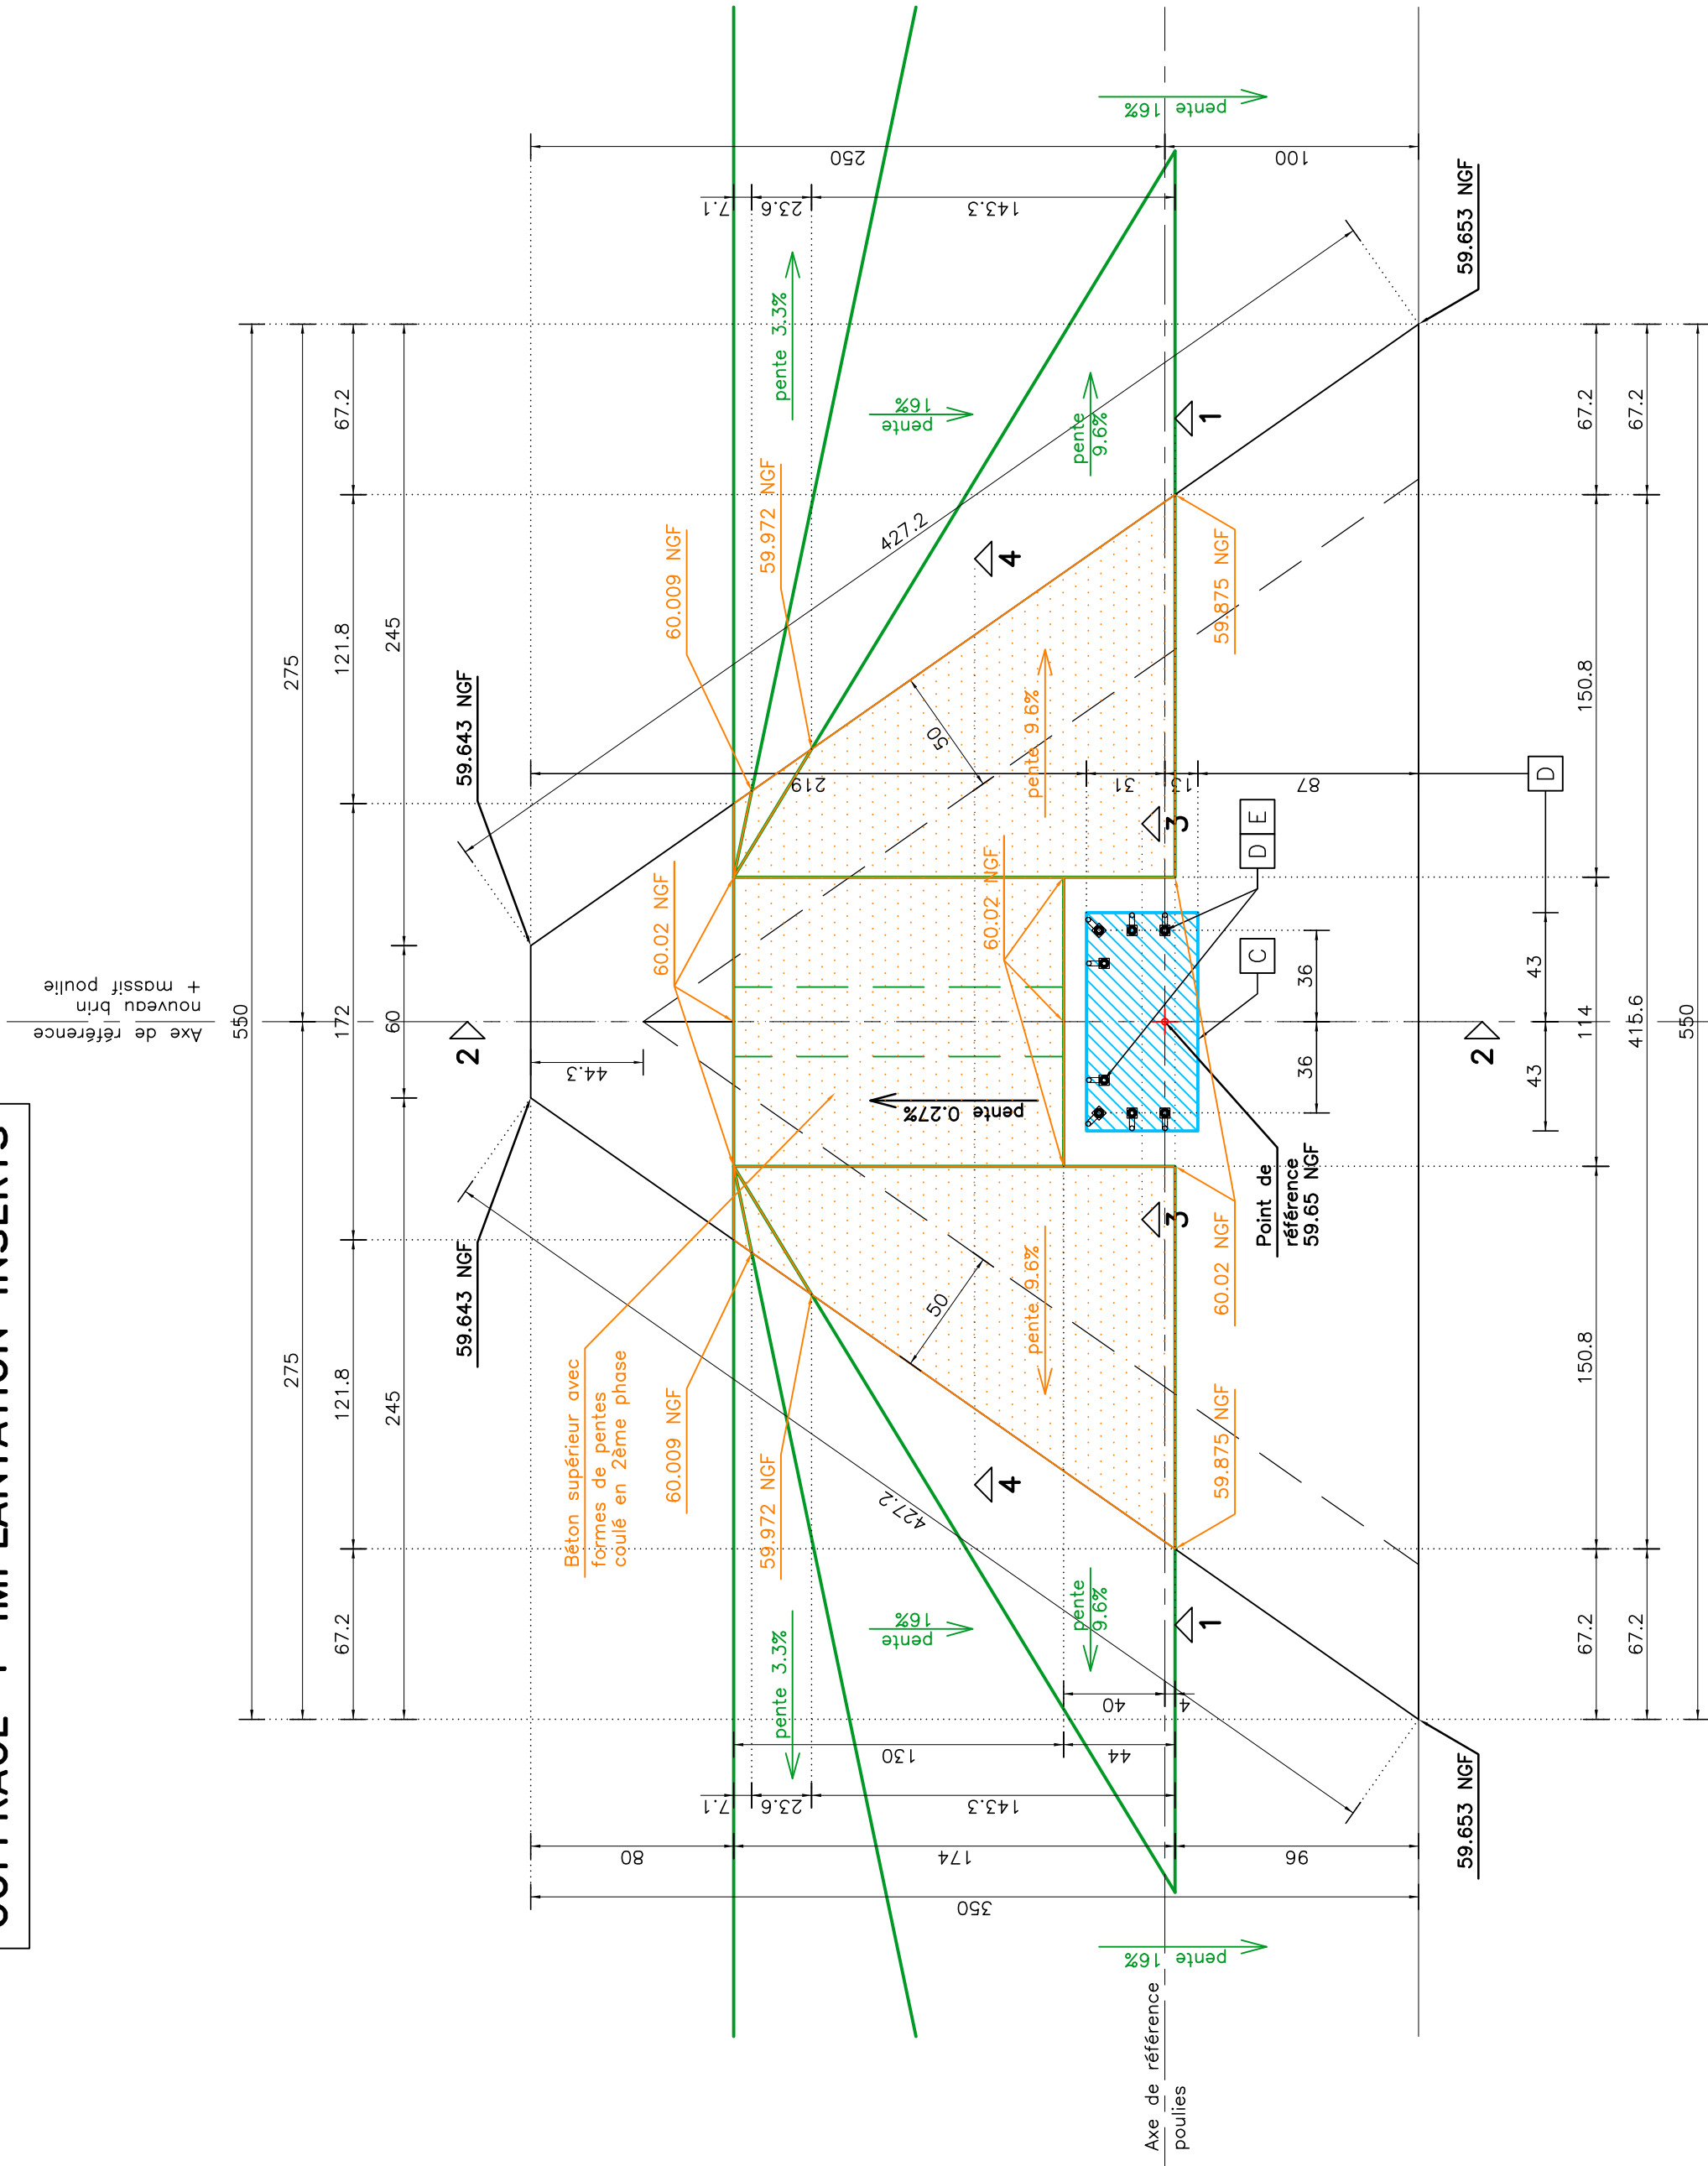 Axe de référence
nouveau brin
+ massif poulie
550
275
275
67.2
121.8
172
121.8
67.2
245
60
245
59.643 NGF
59.643 NGF
2
44.3
427.2
427.2
60.009 NGF
59.972 NGF
60.02 NGF
60.02 NGF
Béton supérieur avec
formes de pentes
coulé en 2ème phase
60.009 NGF
59.972 NGF
pente 3.3%
pente 3.3%
pente
16%
pente
16%
pente
9.6%
pente
9.6%
pente 9.6%
pente 9.6%
pente 0.27%
pente 16%
pente 16%
50
50
4
4
3
3
1
1
59.875 NGF
59.875 NGF
60.02 NGF
Point de
référence
59.65 NGF
D
E
C
D
219
31
13
87
250
100
7.1
23.6
143.3
7.1
23.6
143.3
130
44
40
4
80
174
96
350
36
36
43
43
2
59.653 NGF
59.653 NGF
Axe de référence
poulies
67.2
150.8
114
150.8
67.2
67.2
415.6
67.2
550